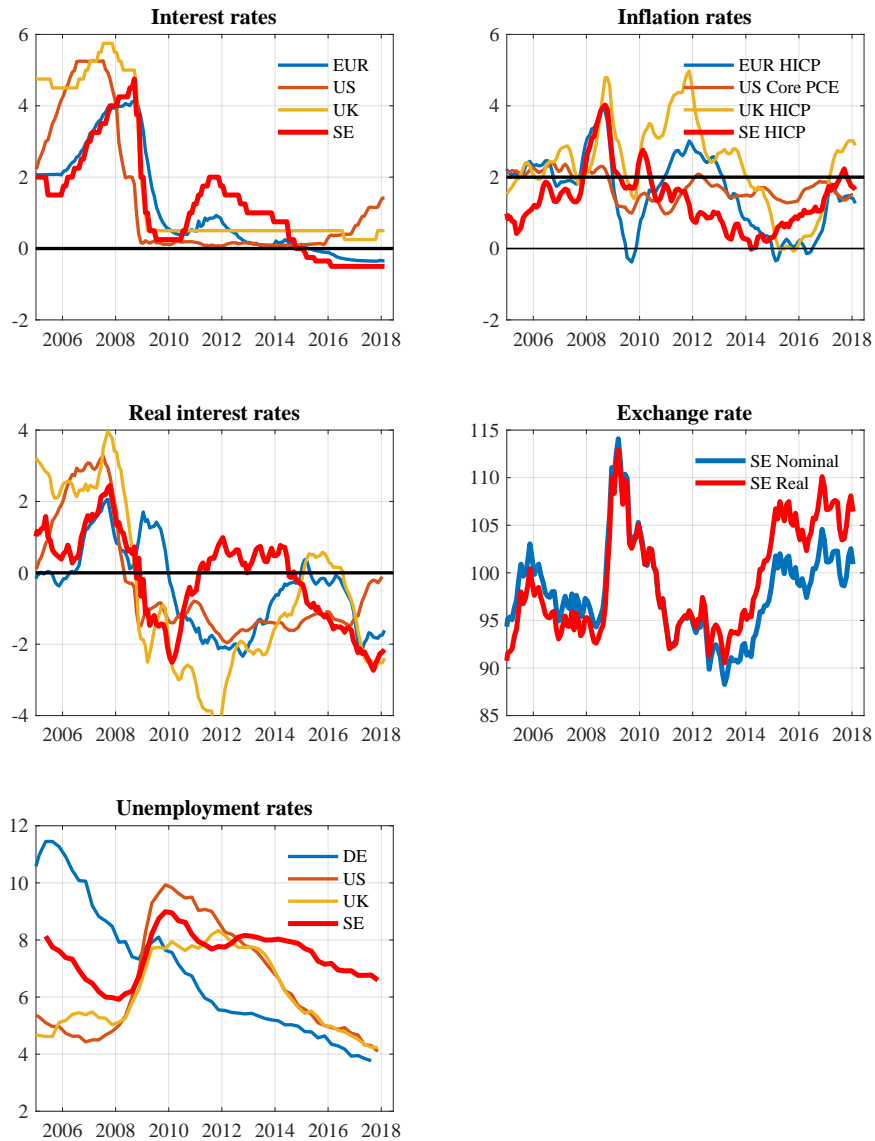 Interest rates
6
4
2
0
-2
2006 2008 2010 2012 2014 2016 2018
EUR
US
UK
SE
Inflation rates
6
4
2
0
-2
2006 2008 2010 2012 2014 2016 2018
EUR HICP
US Core PCE
UK HICP
SE HICP
Real interest rates
4
2
0
-2
-4
2006 2008 2010 2012 2014 2016 2018
Exchange rate
115
110
105
100
95
90
85
2006 2008 2010 2012 2014 2016 2018
SE Nominal
SE Real
Unemployment rates
12
10
8
6
4
2
2006 2008 2010 2012 2014 2016 2018
DE
US
UK
SE